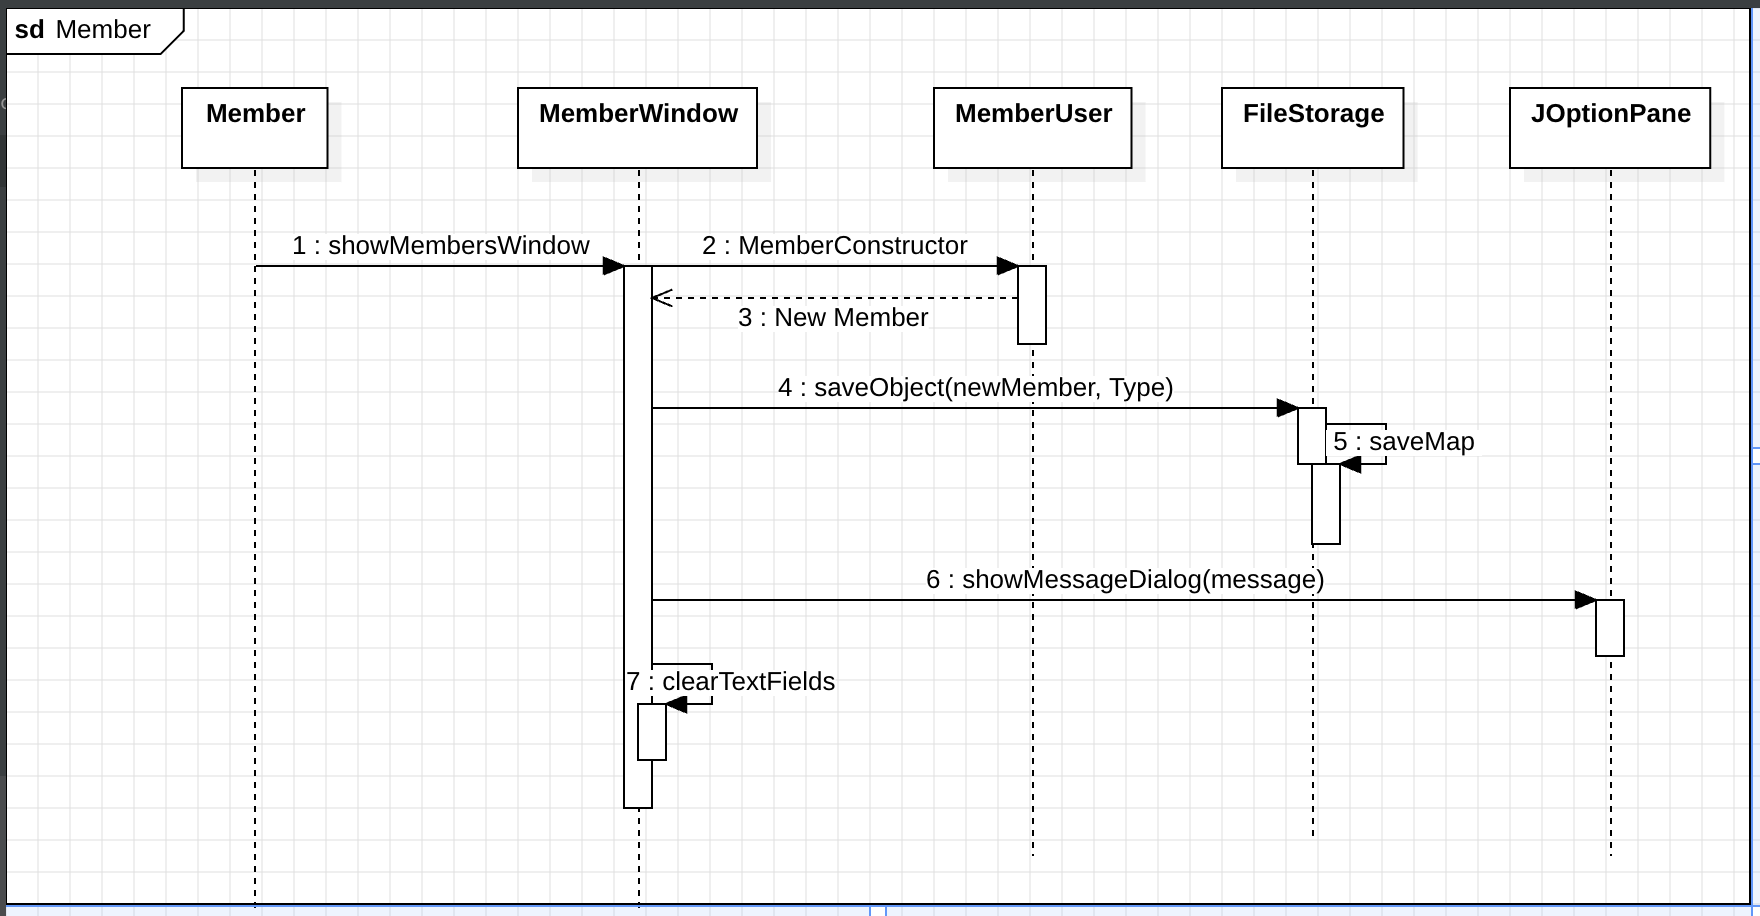 sd Member
Member
MemberWindow
MemberUser
FileStorage
JOptionPane
1 : showMembersWindow
2 : MemberConstructor
3 : New Member
4 : saveObject(newMember, Type)
5 : saveMap
6 : showMessageDialog(message)
7 : clearTextFields